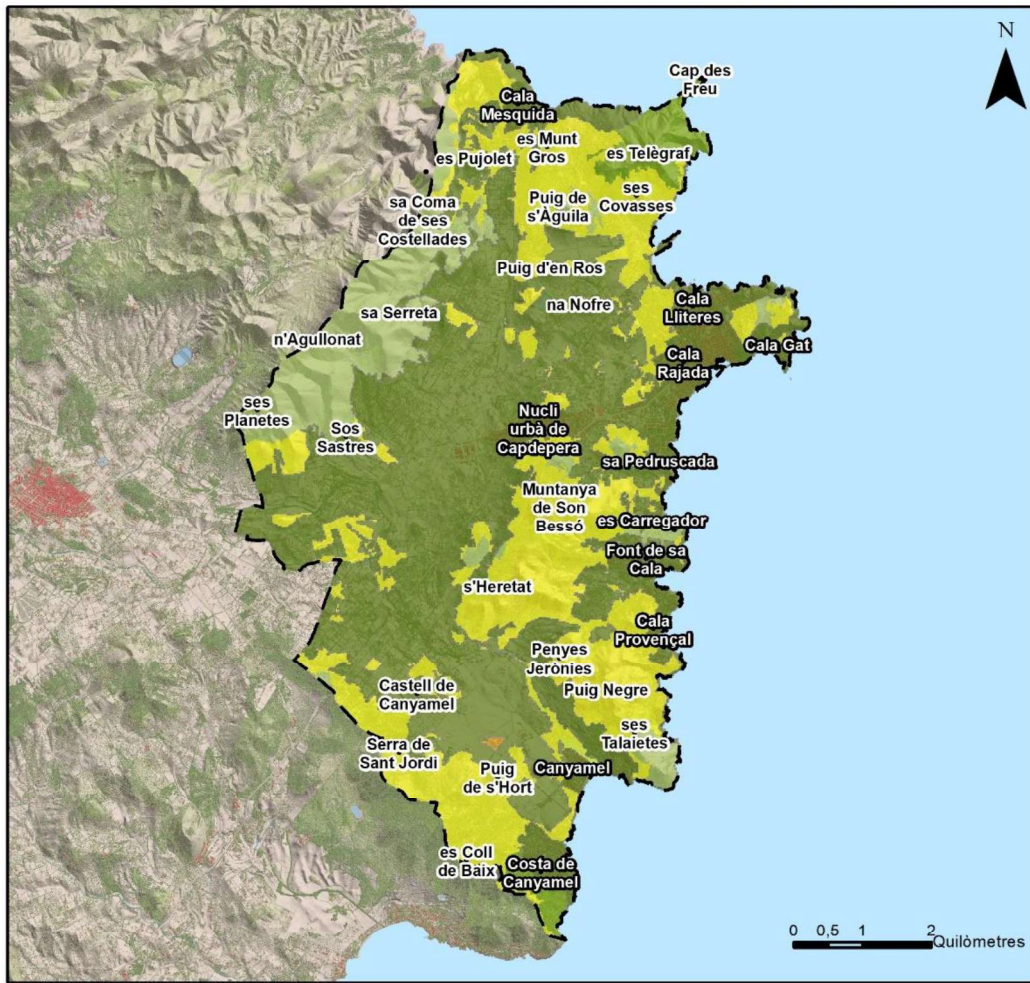 N
Cap des
Freu
Cala
Mesquida
es Munt
Gros
es Pujolet
es Telègraf
ses
Covasses
Puig de
s'Àguila
sa Coma
de ses
Costellades
Puig d'en Ros
na Nofre
Cala
Lliteres
sa Serreta
n'Agullonat
Cala Gat
Cala
Rajada
ses
Planetes
Sos
Sastres
Nucli
urbà de
Capdepera
sa Pedruscada
Muntanya
de Son
Bessó
es Carregador
Font de sa
Cala
s'Heretat
Cala
Provençal
Penyes
Jerònies
Puig Negre
Castell de
Canyamel
ses
Talaietes
Serra de
Sant Jordi
Puig
de s'Hort
Canyamel
es Coll
de Baix
Costa de
Canyamel
0 0,5 1 2
Quilòmetres